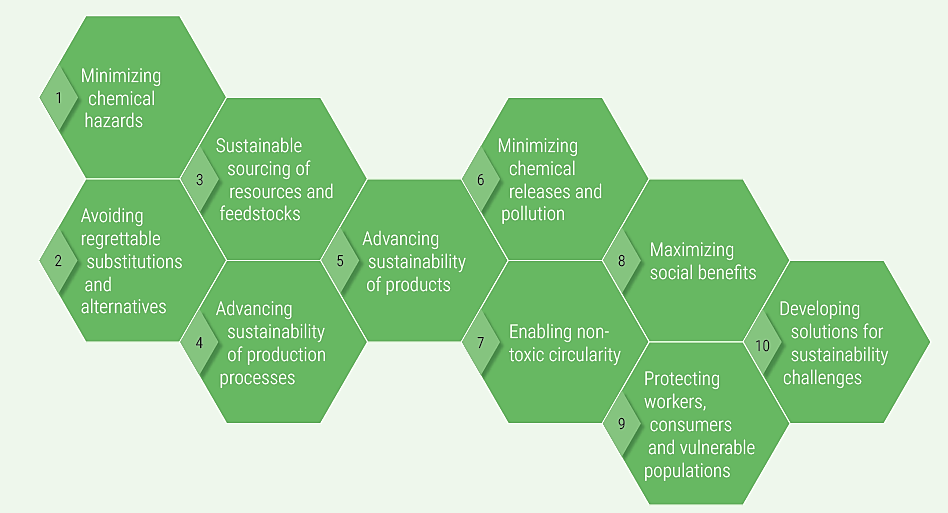 1
Minimizing
chemical
hazards
2
Avoiding
regrettable
substitutions
and
alternatives
3
Sustainable
sourcing of
resources and
feedstocks
4
Advancing
sustainability
of production
processes
5
Advancing
sustainability
of products
6
Minimizing
chemical
releases and
pollution
7
Enabling non-
toxic circularity
8
Maximizing
social benefits
9
Protecting
workers,
consumers
and vulnerable
populations
10
Developing
solutions for
sustainability
challenges